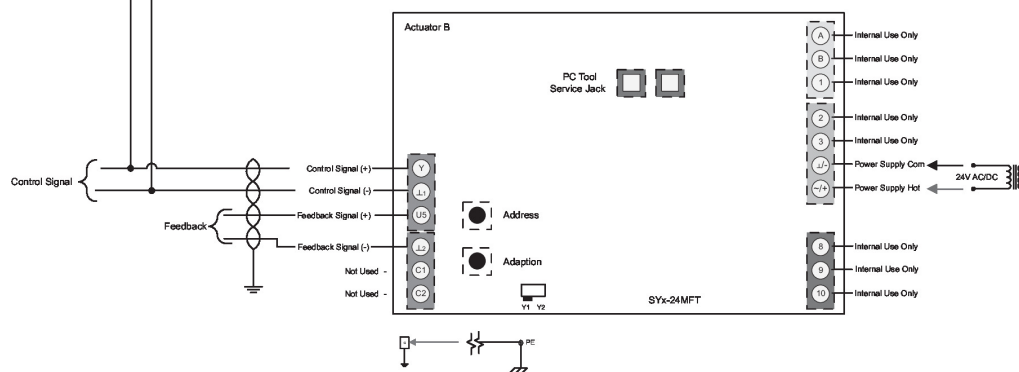 Actuator B
PC Tool
Service Jack
A
Internal Use Only
B
Internal Use Only
1
Internal Use Only
2
Internal Use Only
3
Internal Use Only
⊥/-
Power Supply Com
24V AC/DC
~/+
Power Supply Hot
Control Signal
Control Signal (+)
Y
Control Signal (-)
⊥1
Feedback
Feedback Signal (+)
U5
Address
Feedback Signal (-)
⊥2
Not Used -
C1
Adaption
Not Used -
C2
8
Internal Use Only
9
Internal Use Only
10
Internal Use Only
Y1 Y2
SYx-24MFT
PE